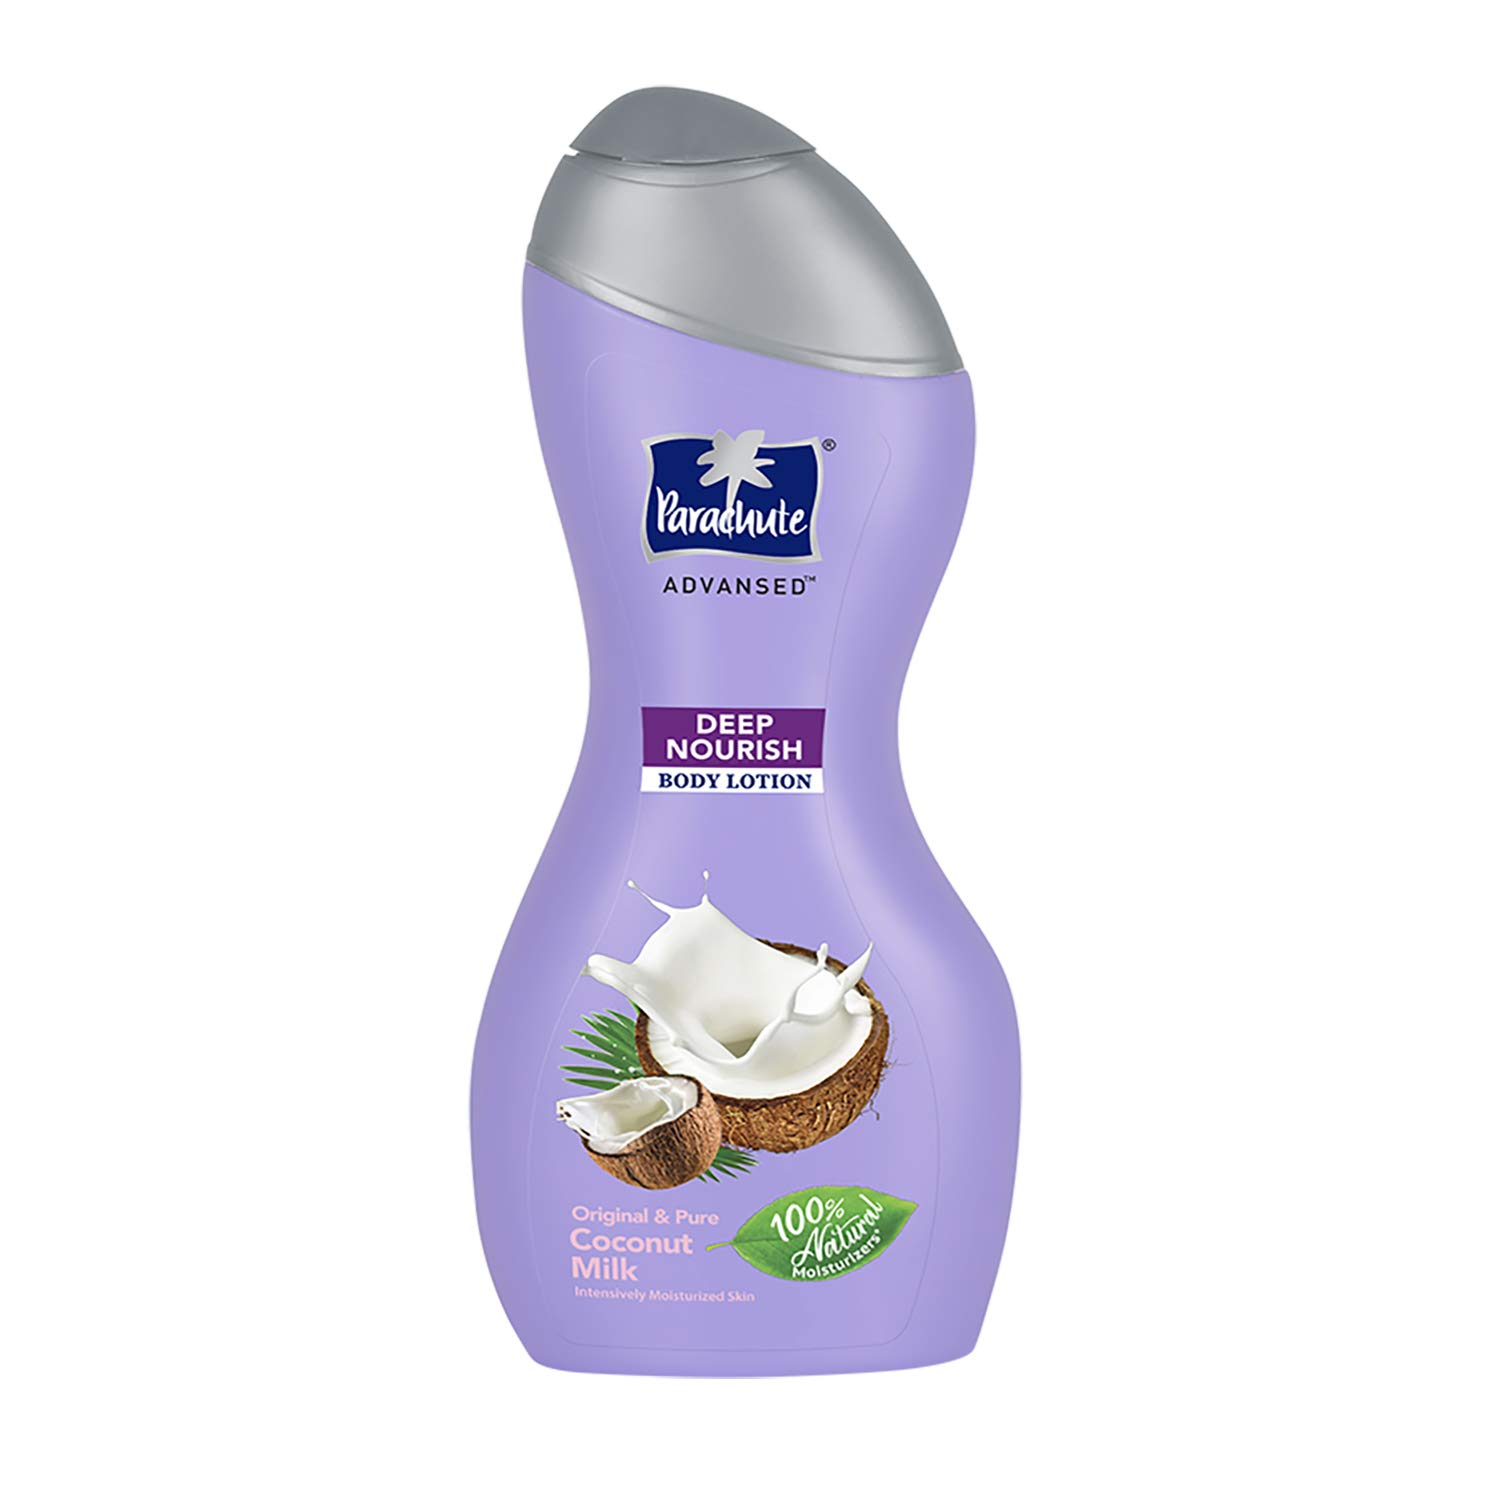 Parachute®
ADVANSED™
DEEP
NOURISH
BODY LOTION
Original & Pure
Coconut
Milk
Intensively Moisturized Skin
100%
Natural
Moisturizers*